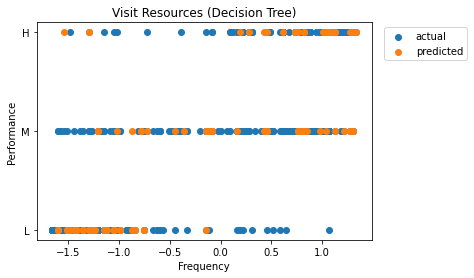 Visit Resources (Decision Tree)
actual
predicted
H
M
L
Performance
−1.5 −1.0 −0.5 0.0 0.5 1.0
Frequency